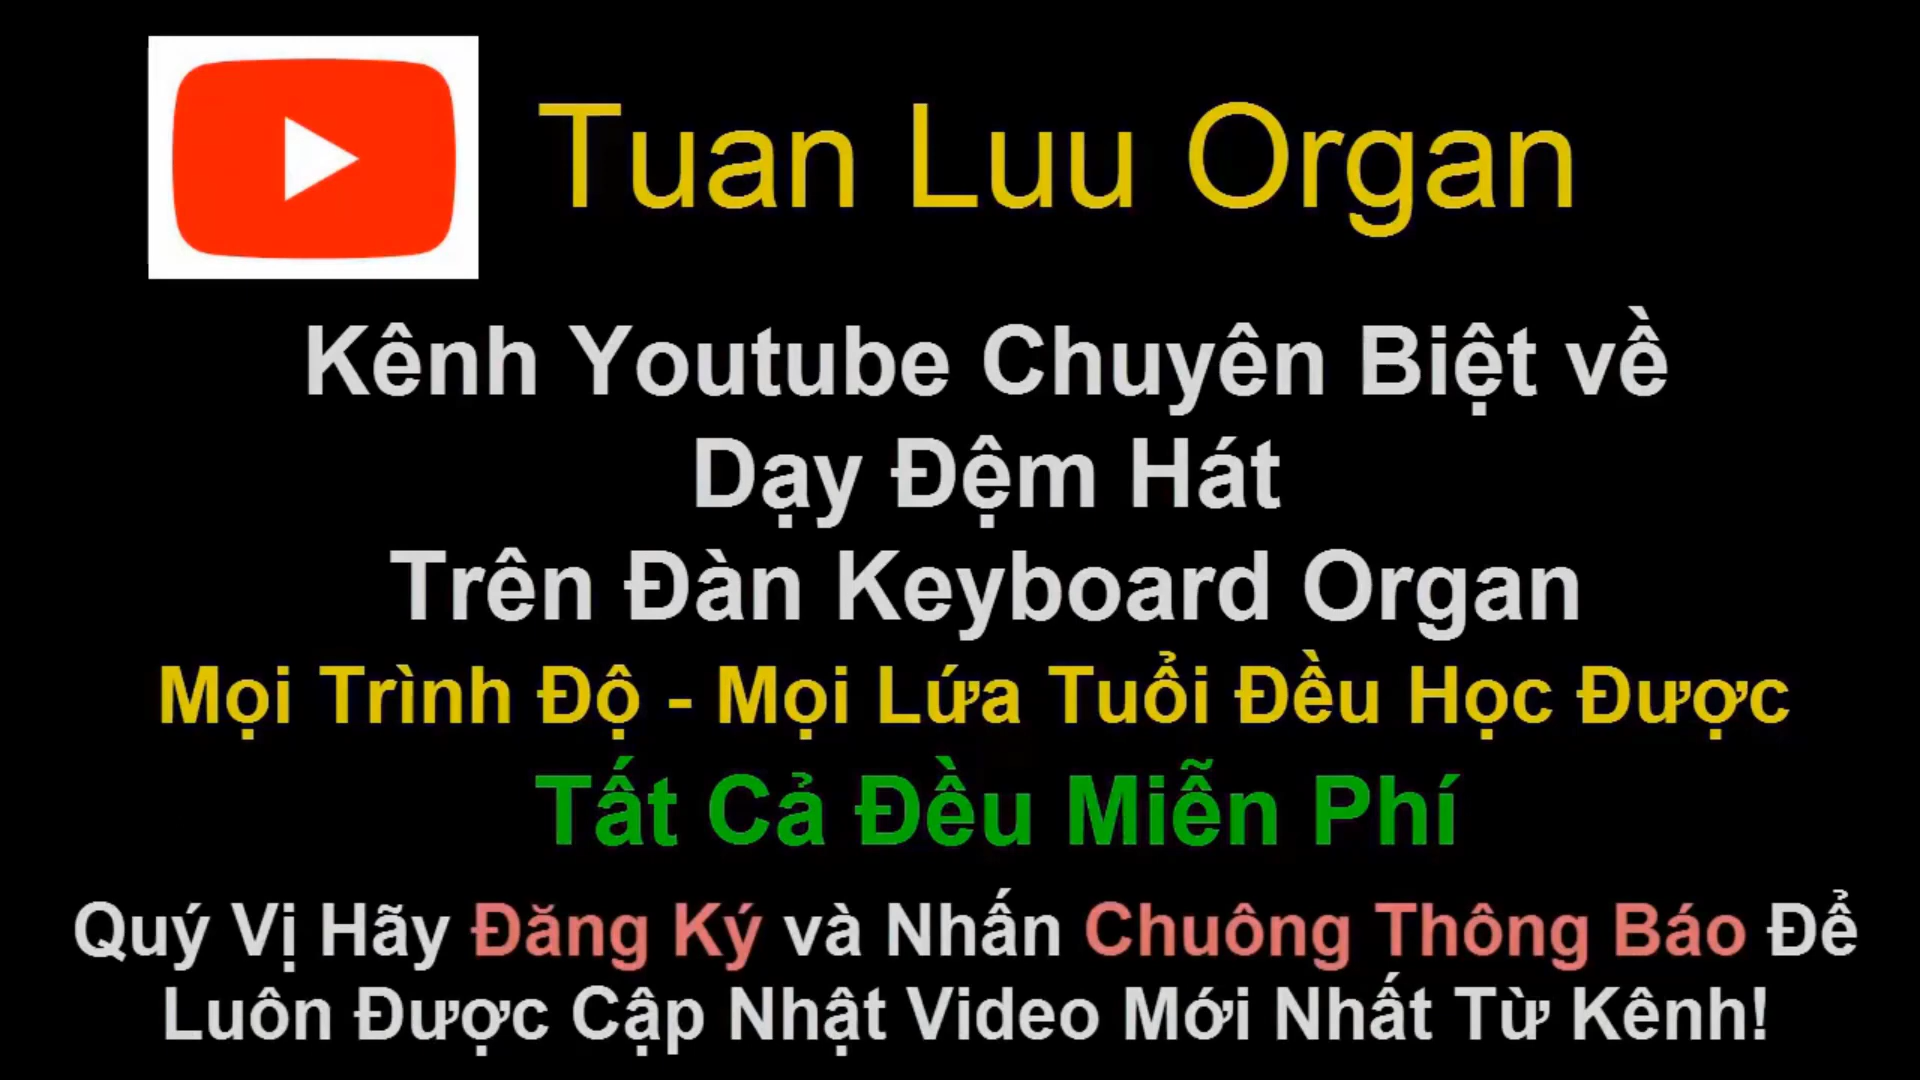 Tuan Luu Organ
Kênh Youtube Chuyên Biệt về
Dạy Đệm Hát
Trên Đàn Keyboard Organ
Mọi Trình Độ - Mọi Lứa Tuổi Đều Học Được
Tất Cả Đều Miễn Phí
Quý Vị Hãy Đăng Ký và Nhấn Chuông Thông Báo Để
Luôn Được Cập Nhật Video Mới Nhất Từ Kênh!